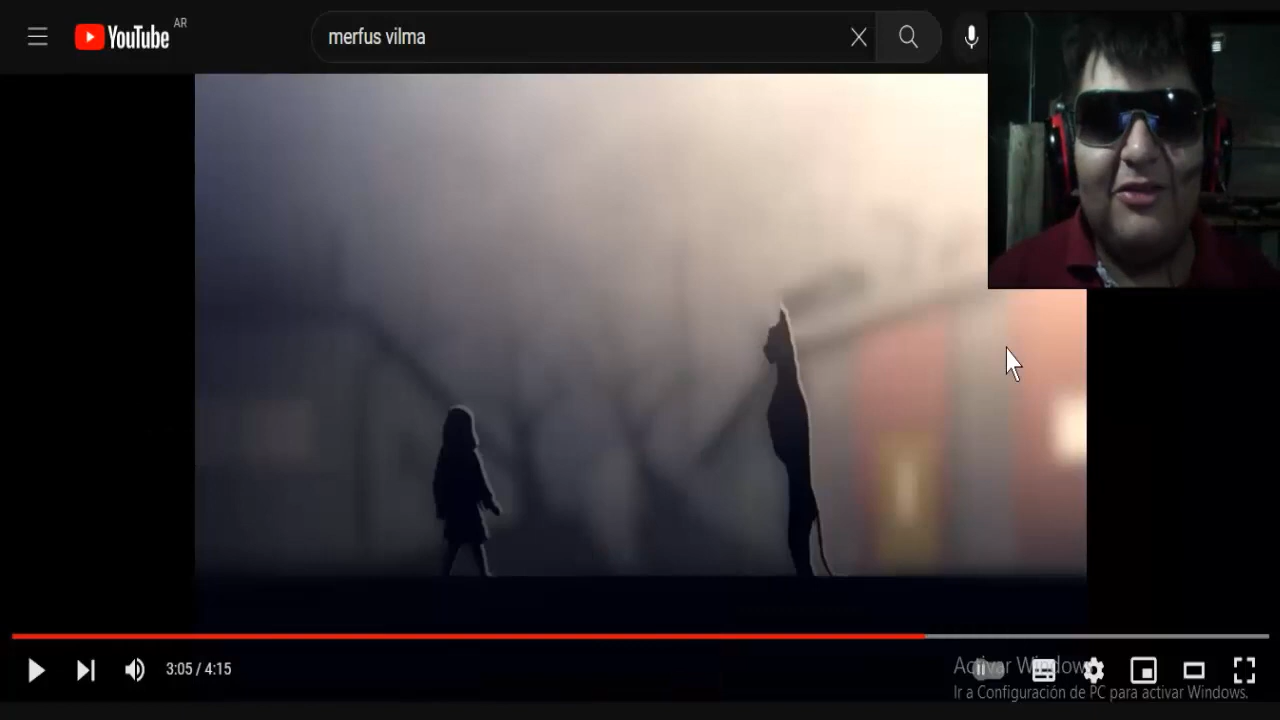 YouTube AR
merfus vilma
3:05 / 4:15
Activar Windows
Ir a Configuración de PC para activar Windows.